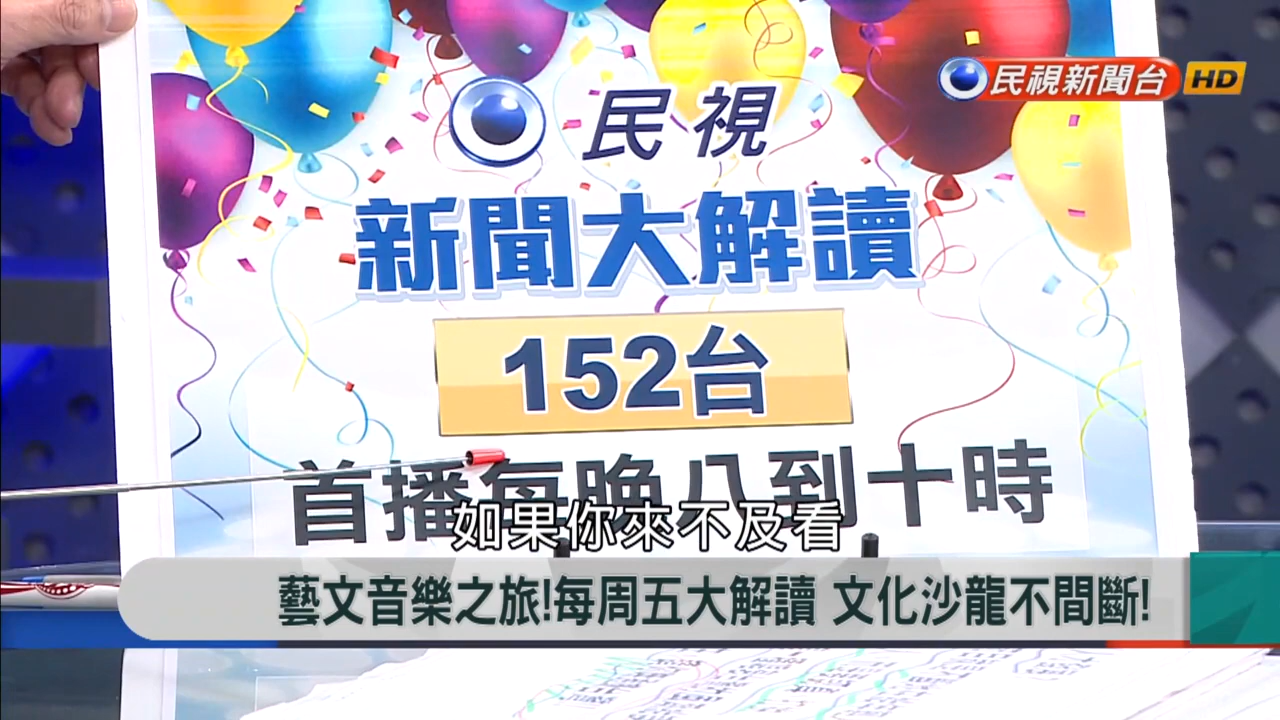 民視新聞台 HD
民視
新聞大解讀
152台
首播每晚八到十時
如果你來不及看
藝文音樂之旅!每周五大解讀 文化沙龍不間斷!